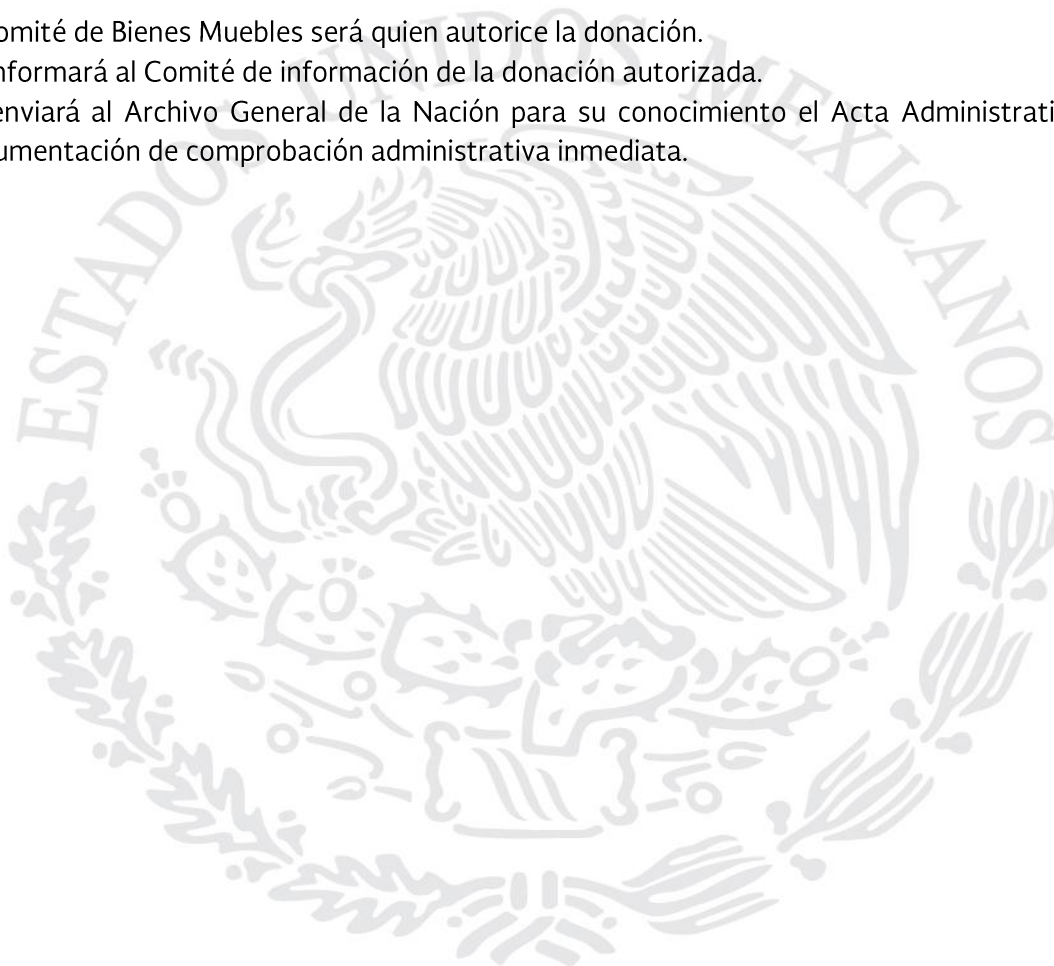 omité de Bienes Muebles será quien autorice la donación.
nformará al Comité de información de la donación autorizada.
enviará al Archivo General de la Nación para su conocimiento el Acta Administrati
umentación de comprobación administrativa inmediata.
ESTADOS UNIDOS MEXICANOS